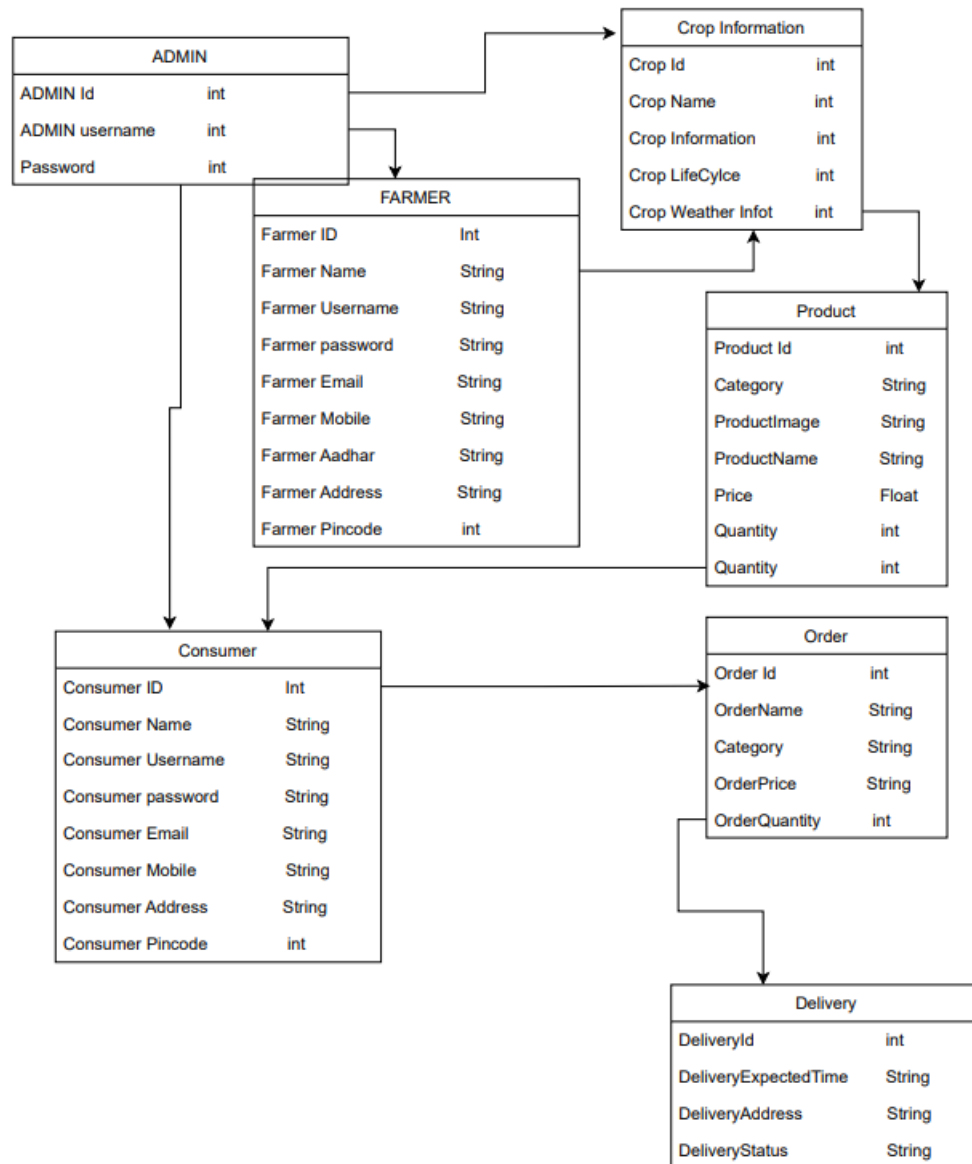 ADMIN
ADMIN Id int
ADMIN username int
Password int
Crop Information
Crop Id int
Crop Name int
Crop Information int
Crop LifeCylce int
Crop Weather Infot int
FARMER
Farmer ID Int
Farmer Name String
Farmer Username String
Farmer password String
Farmer Email String
Farmer Mobile String
Farmer Aadhar String
Farmer Address String
Farmer Pincode int
Product
Product Id int
Category String
ProductImage String
ProductName String
Price Float
Quantity int
Quantity int
Consumer
Consumer ID Int
Consumer Name String
Consumer Username String
Consumer password String
Consumer Email String
Consumer Mobile String
Consumer Address String
Consumer Pincode int
Order
Order Id int
OrderName String
Category String
OrderPrice String
OrderQuantity int
Delivery
DeliveryId int
DeliveryExpectedTime String
DeliveryAddress String
DeliveryStatus String